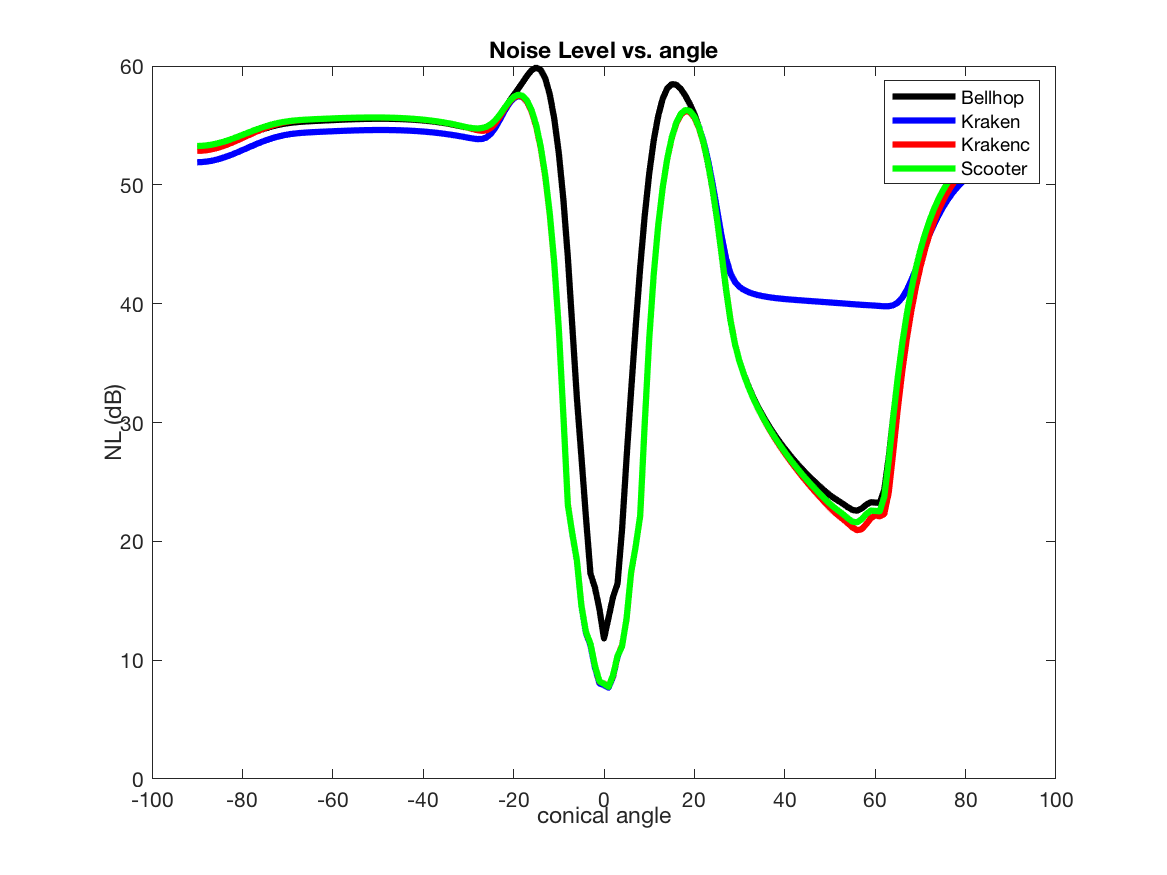 Noise Level vs. angle
60
50
40
30
20
10
0
NL (dB)
Bellhop
Kraken
Krakenc
Scooter
-100 -80 -60 -40 -20 0 20 40 60 80 100
conical angle